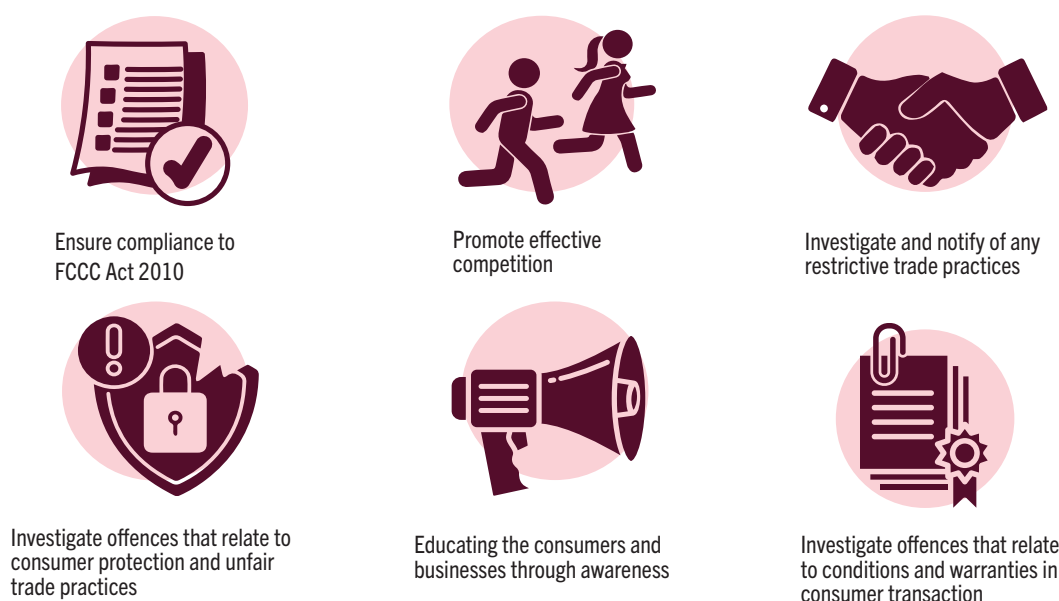 Ensure compliance to
FCCC Act 2010
Promote effective
competition
Investigate and notify of any
restrictive trade practices
Investigate offences that relate to
consumer protection and unfair
trade practices
Educating the consumers and
businesses through awareness
Investigate offences that relate
to conditions and warranties in
consumer transaction